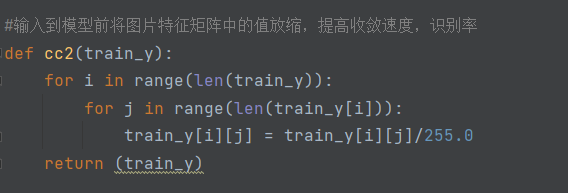 #输入到模型前将图片特征矩阵中的值放缩，提高收敛速度，识别率
def cc2(train_y):
    for i in range(len(train_y)):
        for j in range(len(train_y[i])):
            train_y[i][j] = train_y[i][j]/255.0
    return (train_y)